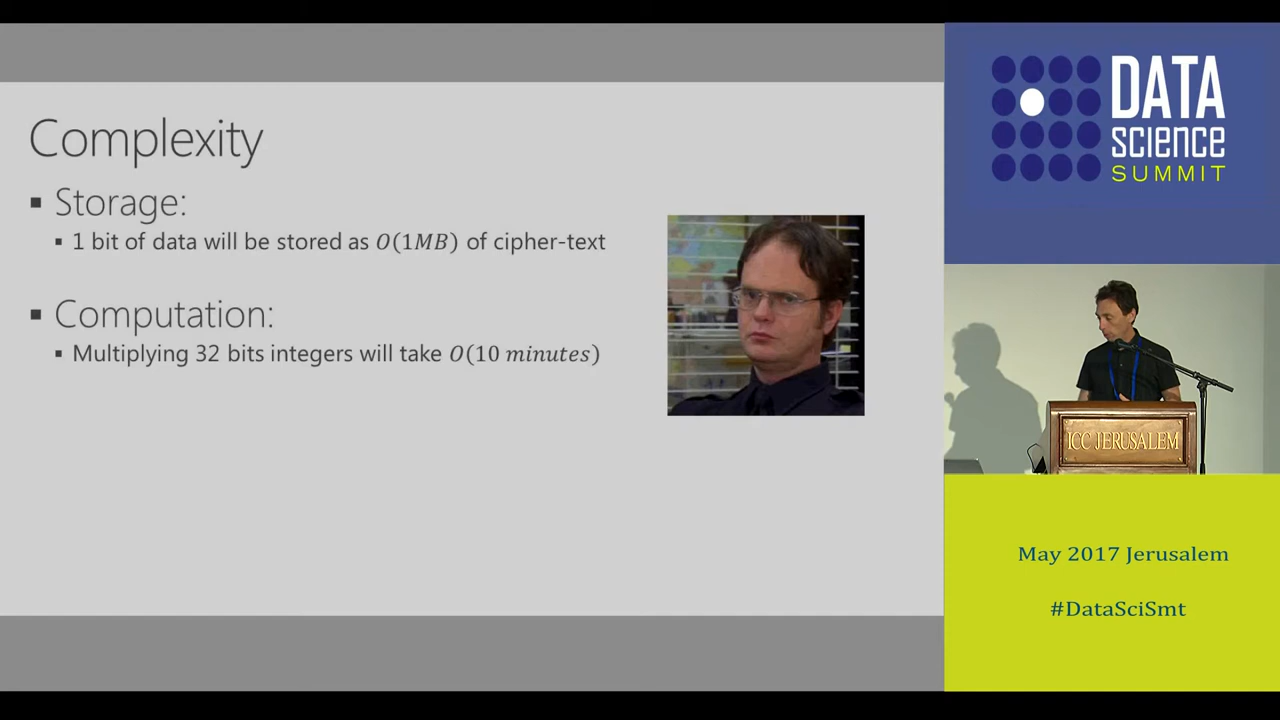 Complexity
▪ Storage:
▪ 1 bit of data will be stored as O(1MB) of cipher-text
▪ Computation:
▪ Multiplying 32 bits integers will take O(10 minutes)
DATA
SCIENCE
SUMMIT
ICC JERUSALEM
May 2017 Jerusalem
#DataSciSmt